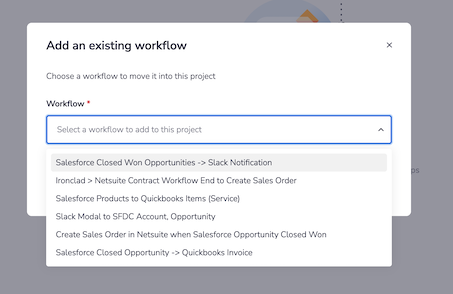 Add an existing workflow
Choose a workflow to move it into this project
Workflow *
Select a workflow to add to this project
Salesforce Closed Won Opportunities -> Slack Notification
Ironclad > Netsuite Contract Workflow End to Create Sales Order
Salesforce Products to Quickbooks Items (Service)
Slack Modal to SFDC Account, Opportunity
Create Sales Order in Netsuite when Salesforce Opportunity Closed Won
Salesforce Closed Opportunity -> Quickbooks Invoice